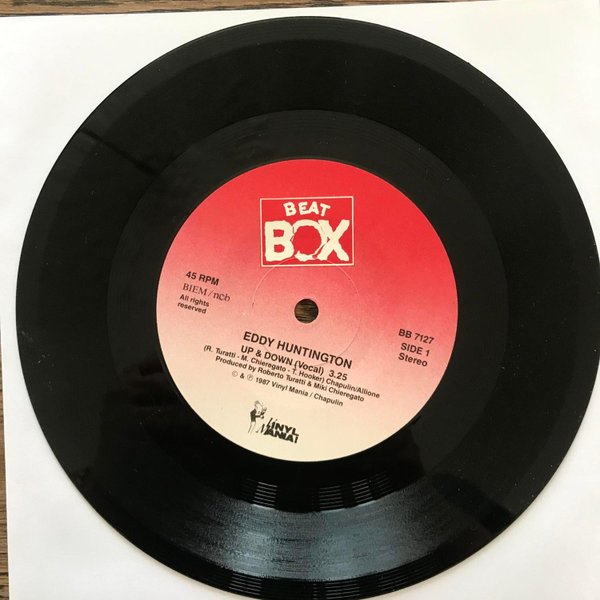 BEAT
BOX
45 RPM
BIEM/ncb
All rights
reserved
BB 7127
SIDE 1
Stereo
EDDY HUNTINGTON
UP & DOWN (Vocal) 3.25
(R. Turatti - M. Chieregato - T. Hooker) Chapulin/Allione
Produced by Roberto Turatti & Miki Chieregato
© & ℗ 1987 Vinyl Mania / Chapulin
VINYL
MANIA!